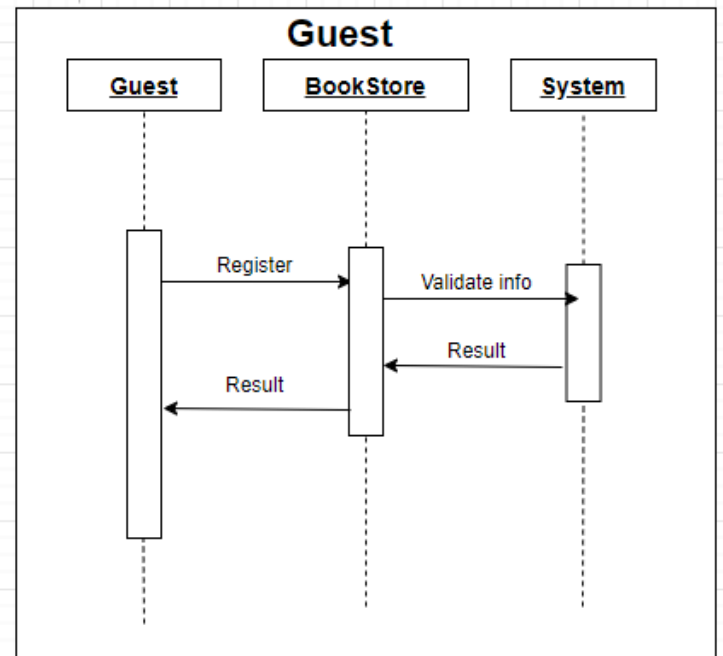 Guest
Guest
BookStore
System
Register
Validate info
Result
Result